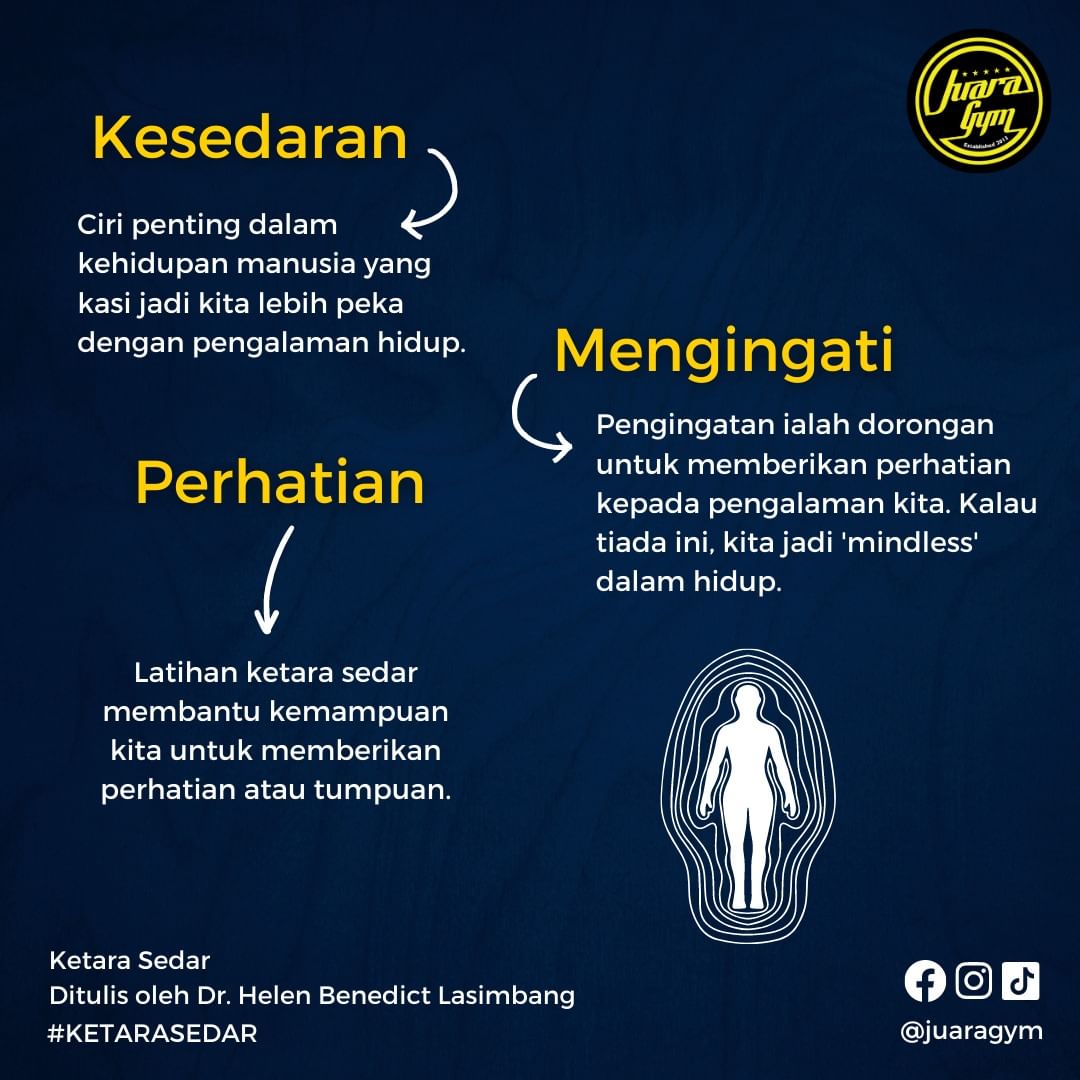 Juara
Gym
Established 2013
Kesedaran
Ciri penting dalam
kehidupan manusia yang
kasi jadi kita lebih peka
dengan pengalaman hidup.
Mengingati
Pengingatan ialah dorongan
untuk memberikan perhatian
kepada pengalaman kita. Kalau
tiada ini, kita jadi 'mindless'
dalam hidup.
Perhatian
Latihan ketara sedar
membantu kemampuan
kita untuk memberikan
perhatian atau tumpuan.
Ketara Sedar
Ditulis oleh Dr. Helen Benedict Lasimbang
#KETARASEDAR
@juaragym